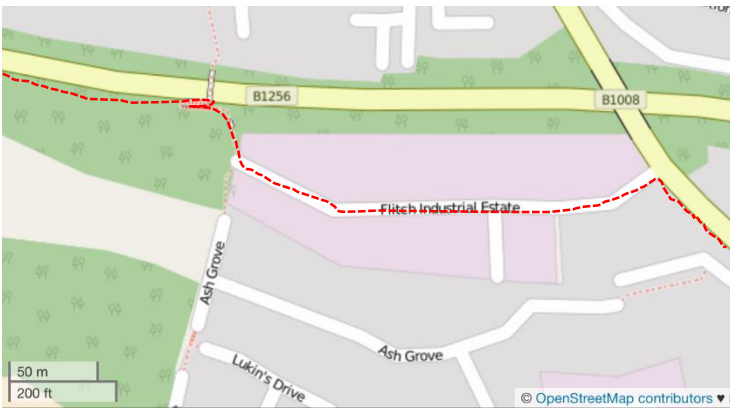 B1256
B1008
Flitch Industrial Estate
Ash Grove
Ash Grove
Lukin's Drive
50 m
200 ft
© OpenStreetMap contributors ♥